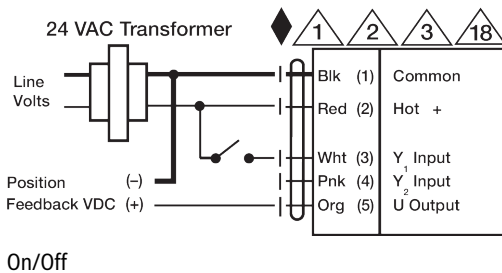 24 VAC Transformer
1 2 3 18
Line
Volts
Blk (1) Common
Red (2) Hot +
Wht (3) Y1 Input
Pnk (4) Y2 Input
Org (5) U Output
Position (–)
Feedback VDC (+)
On/Off